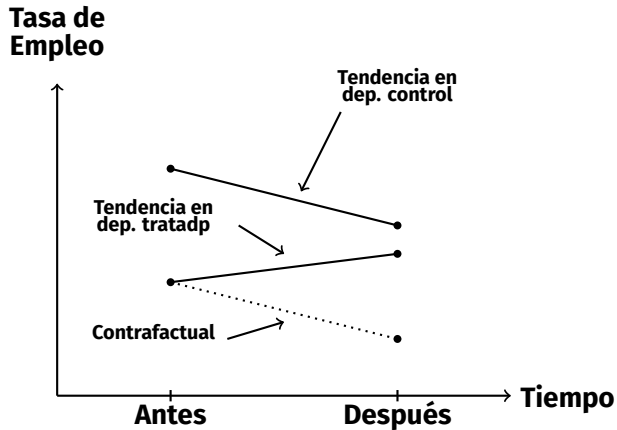 Tasa de
Empleo
Tendencia en
dep. control
Tendencia en
dep. tratadp
Contrafactual
Tiempo
Antes
Después